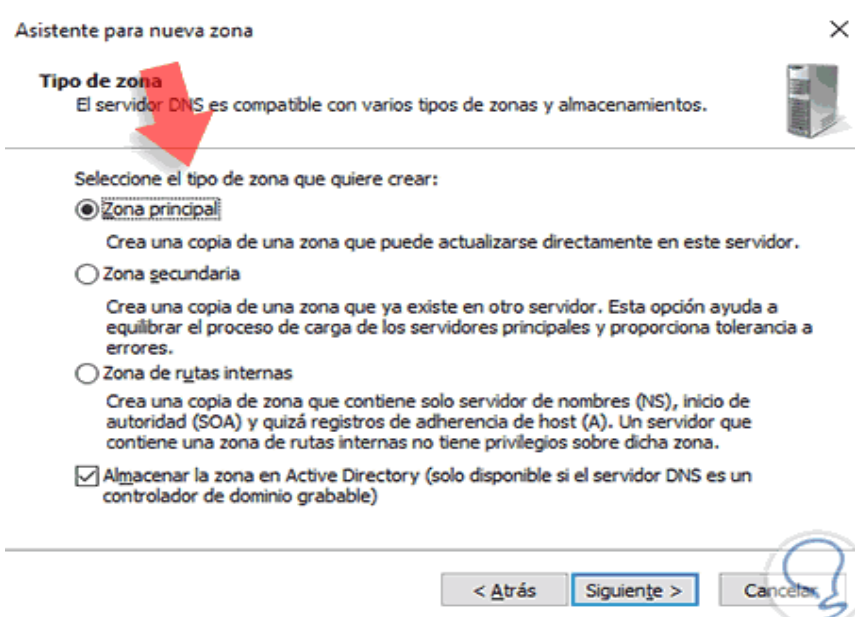 Asistente para nueva zona
Tipo de zona
El servidor DNS es compatible con varios tipos de zonas y almacenamientos.
Seleccione el tipo de zona que quiere crear:
Zona principal
Crea una copia de una zona que puede actualizarse directamente en este servidor.
Zona secundaria
Crea una copia de una zona que ya existe en otro servidor. Esta opción ayuda a
equilibrar el proceso de carga de los servidores principales y proporciona tolerancia a
errores.
Zona de rutas internas
Crea una copia de zona que contiene solo servidor de nombres (NS), inicio de
autoridad (SOA) y quizá registros de adherencia de host (A). Un servidor que
contiene una zona de rutas internas no tiene privilegios sobre dicha zona.
Almacenar la zona en Active Directory (solo disponible si el servidor DNS es un
controlador de dominio grabable)
< Atrás Siguiente > Cancelar